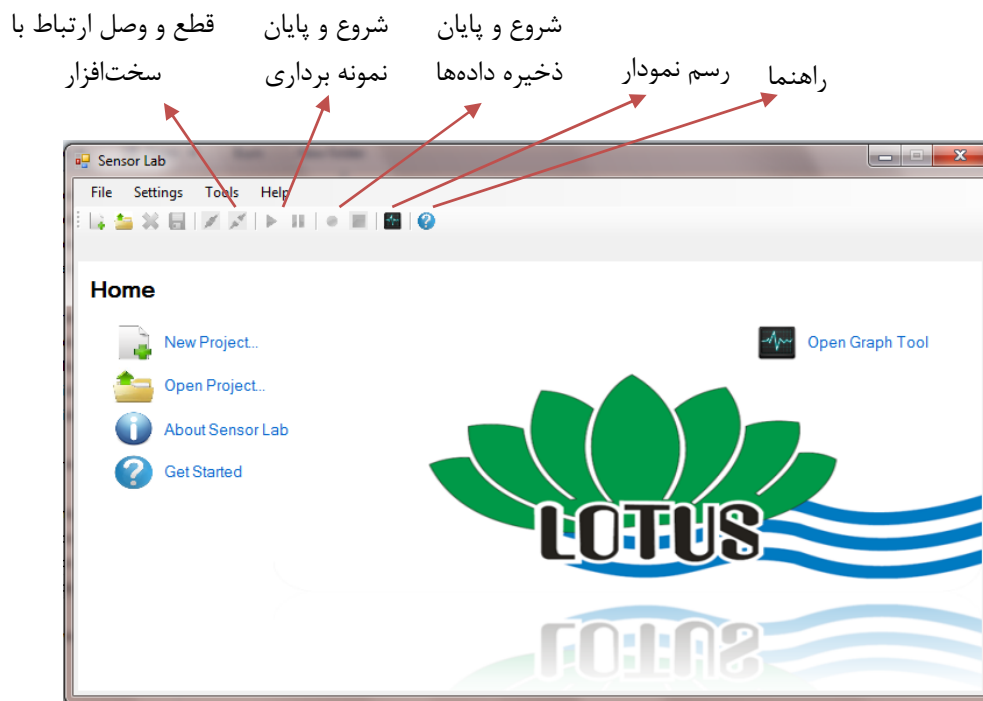 قطع و وصل ارتباط با
سخت‌افزار
شروع و پایان
نمونه برداری
شروع و پایان
ذخیره داده‌ها
رسم نمودار
راهنما
Sensor Lab
File Settings Tools Help
Home
New Project...
Open Project...
About Sensor Lab
Get Started
Open Graph Tool
LOTUS